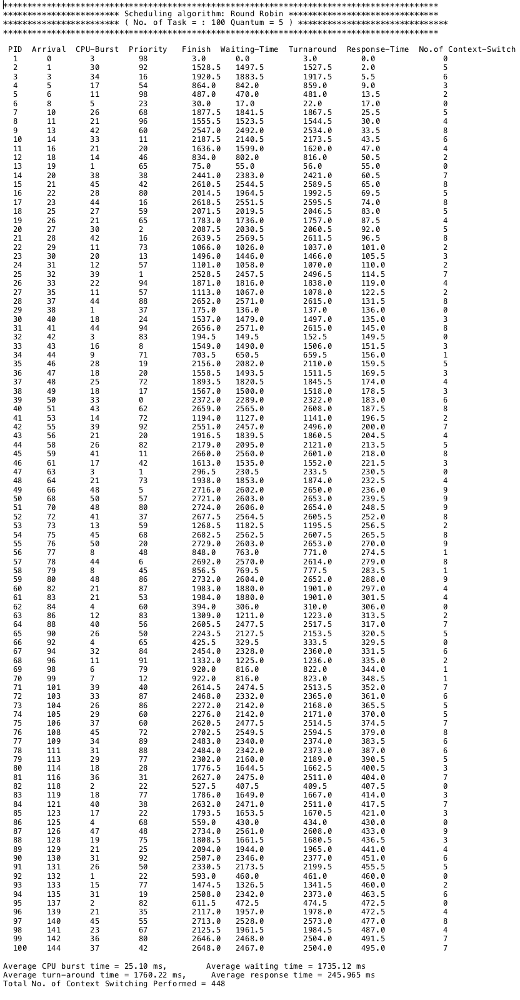 ******************************************************************************************
************************ Scheduling algorithm: Round Robin *******************************
************************ ( No. of Task = : 100 Quantum = 5 ) *******************************
******************************************************************************************
PID Arrival CPU-Burst Priority Finish Waiting-Time Turnaround Response-Time No.of Context-Switch
1 0 3 98 3.0 0.0 3.0 0.0 0
2 1 30 92 1528.5 1497.5 1527.5 2.0 5
3 3 34 16 1920.5 1883.5 1917.5 5.5 6
4 5 17 54 864.0 842.0 859.0 9.0 3
5 6 11 98 487.0 470.0 481.0 13.5 2
6 8 5 23 30.0 17.0 22.0 17.0 0
7 10 26 68 1877.5 1841.5 1867.5 25.5 5
8 11 21 96 1555.5 1523.5 1544.5 30.0 4
9 13 42 60 2547.0 2492.0 2534.0 33.5 8
10 14 33 11 2187.5 2140.5 2173.5 43.5 6
11 16 21 20 1636.0 1599.0 1620.0 47.0 4
12 18 14 46 834.0 802.0 816.0 50.5 2
13 19 1 65 75.0 55.0 56.0 55.0 0
14 20 38 38 2441.0 2383.0 2421.0 60.5 7
15 21 45 42 2610.5 2544.5 2589.5 65.0 8
16 22 28 80 2014.5 1964.5 1992.5 69.5 5
17 23 44 16 2618.5 2551.5 2595.5 74.0 8
18 25 27 59 2071.5 2019.5 2046.5 83.0 5
19 26 21 65 1783.0 1736.0 1757.0 87.5 4
20 27 30 2 2087.5 2030.5 2060.5 92.0 5
21 28 42 16 2639.5 2569.5 2611.5 96.5 8
22 29 11 73 1066.0 1026.0 1037.0 101.0 2
23 30 20 13 1496.0 1446.0 1466.0 105.5 3
24 31 12 57 1101.0 1058.0 1070.0 110.0 2
25 32 39 1 2528.5 2457.5 2496.5 114.5 7
26 33 22 94 1871.0 1816.0 1838.0 119.0 4
27 35 11 57 1113.0 1067.0 1078.0 122.5 2
28 37 44 88 2652.0 2571.0 2615.0 131.5 8
29 38 1 37 175.0 136.0 137.0 136.0 0
30 40 18 24 1537.0 1479.0 1497.0 135.0 3
31 41 44 94 2656.0 2571.0 2615.0 145.0 8
32 42 3 83 194.5 149.5 152.5 149.5 0
33 43 16 8 1549.0 1490.0 1506.0 151.5 3
34 44 9 71 703.5 650.5 659.5 156.0 1
35 46 28 19 2156.0 2082.0 2110.0 159.5 5
36 47 18 20 1558.5 1493.5 1511.5 169.5 3
37 48 25 72 1893.5 1820.5 1845.5 174.0 4
38 49 18 17 1567.0 1500.0 1518.0 178.5 3
39 50 33 0 2372.0 2289.0 2322.0 183.0 6
40 51 43 62 2659.0 2565.0 2608.0 187.5 8
41 53 14 72 1194.0 1127.0 1141.0 196.5 2
42 55 39 92 2551.0 2457.0 2496.0 200.0 7
43 56 21 20 1916.5 1839.5 1860.5 204.5 4
44 58 26 82 2179.0 2095.0 2121.0 213.5 5
45 59 41 11 2660.0 2560.0 2601.0 218.0 8
46 61 17 42 1613.0 1535.0 1552.0 221.5 3
47 63 3 1 296.5 230.5 233.5 230.5 0
48 64 21 73 1938.0 1853.0 1874.0 232.5 4
49 66 48 5 2716.0 2602.0 2650.0 236.0 9
50 68 50 57 2721.0 2603.0 2653.0 239.5 9
51 70 48 80 2724.0 2606.0 2654.0 248.5 9
52 72 41 37 2677.5 2564.5 2605.5 252.0 8
53 73 13 59 1268.5 1182.5 1195.5 256.5 2
54 75 45 68 2682.5 2562.5 2607.5 265.5 8
55 76 50 20 2729.0 2603.0 2653.0 270.0 9
56 77 8 48 848.0 763.0 771.0 274.5 1
57 78 44 6 2692.0 2570.0 2614.0 279.0 8
58 79 8 45 856.5 769.5 777.5 283.5 1
59 80 48 86 2732.0 2604.0 2652.0 288.0 9
60 82 21 87 1983.0 1880.0 1901.0 297.0 4
61 83 21 53 1984.0 1880.0 1901.0 301.5 4
62 84 4 60 394.0 306.0 310.0 306.0 0
63 86 12 83 1309.0 1211.0 1223.0 313.5 2
64 88 40 56 2605.5 2477.5 2517.5 317.0 7
65 90 26 50 2243.5 2127.5 2153.5 320.5 5
66 92 4 65 425.5 329.5 333.5 329.5 0
67 94 32 84 2454.0 2328.0 2360.0 331.5 6
68 96 11 91 1332.0 1225.0 1236.0 335.0 2
69 98 6 79 920.0 816.0 822.0 344.0 1
70 99 7 12 922.0 816.0 823.0 348.5 1
71 101 39 40 2614.5 2474.5 2513.5 352.0 7
72 103 33 87 2468.0 2332.0 2365.0 361.0 6
73 104 26 86 2272.0 2142.0 2168.0 365.5 5
74 105 29 60 2276.0 2142.0 2171.0 370.0 5
75 106 37 60 2620.5 2477.5 2514.5 374.5 7
76 108 45 72 2702.5 2549.5 2594.5 379.0 8
77 109 34 89 2483.0 2340.0 2374.0 383.5 6
78 111 31 88 2484.0 2342.0 2373.0 387.0 6
79 113 29 77 2302.0 2160.0 2189.0 390.5 5
80 114 18 28 1776.5 1644.5 1662.5 400.5 3
81 116 36 31 2627.0 2475.0 2511.0 404.0 7
82 118 2 22 527.5 407.5 409.5 407.5 0
83 119 18 77 1786.0 1649.0 1667.0 414.0 3
84 121 40 38 2632.0 2471.0 2511.0 417.5 7
85 123 17 22 1793.5 1653.5 1670.5 421.0 3
86 125 4 68 559.0 430.0 434.0 430.0 0
87 126 47 48 2734.0 2561.0 2608.0 433.0 9
88 128 19 75 1808.5 1661.5 1680.5 436.5 3
89 129 21 25 2094.0 1944.0 1965.0 441.0 4
90 130 31 92 2507.0 2346.0 2377.0 451.0 6
91 131 26 50 2330.5 2173.5 2199.5 455.5 5
92 132 1 22 593.0 460.0 461.0 460.0 0
93 133 15 77 1474.5 1326.5 1341.5 460.0 2
94 135 31 19 2508.0 2342.0 2373.0 463.5 6
95 137 2 82 611.5 472.5 474.5 472.5 0
96 139 21 35 2117.0 1957.0 1978.0 472.5 4
97 140 45 55 2713.0 2528.0 2573.0 477.0 8
98 141 23 67 2125.5 1961.5 1984.5 487.0 4
99 142 36 80 2646.0 2468.0 2504.0 491.5 7
100 144 37 42 2648.0 2467.0 2504.0 495.0 7
Average CPU burst time = 25.10 ms, Average waiting time = 1735.12 ms
Average turn-around time = 1760.22 ms, Average response time = 245.965 ms
Total No. of Context Switching Performed = 448